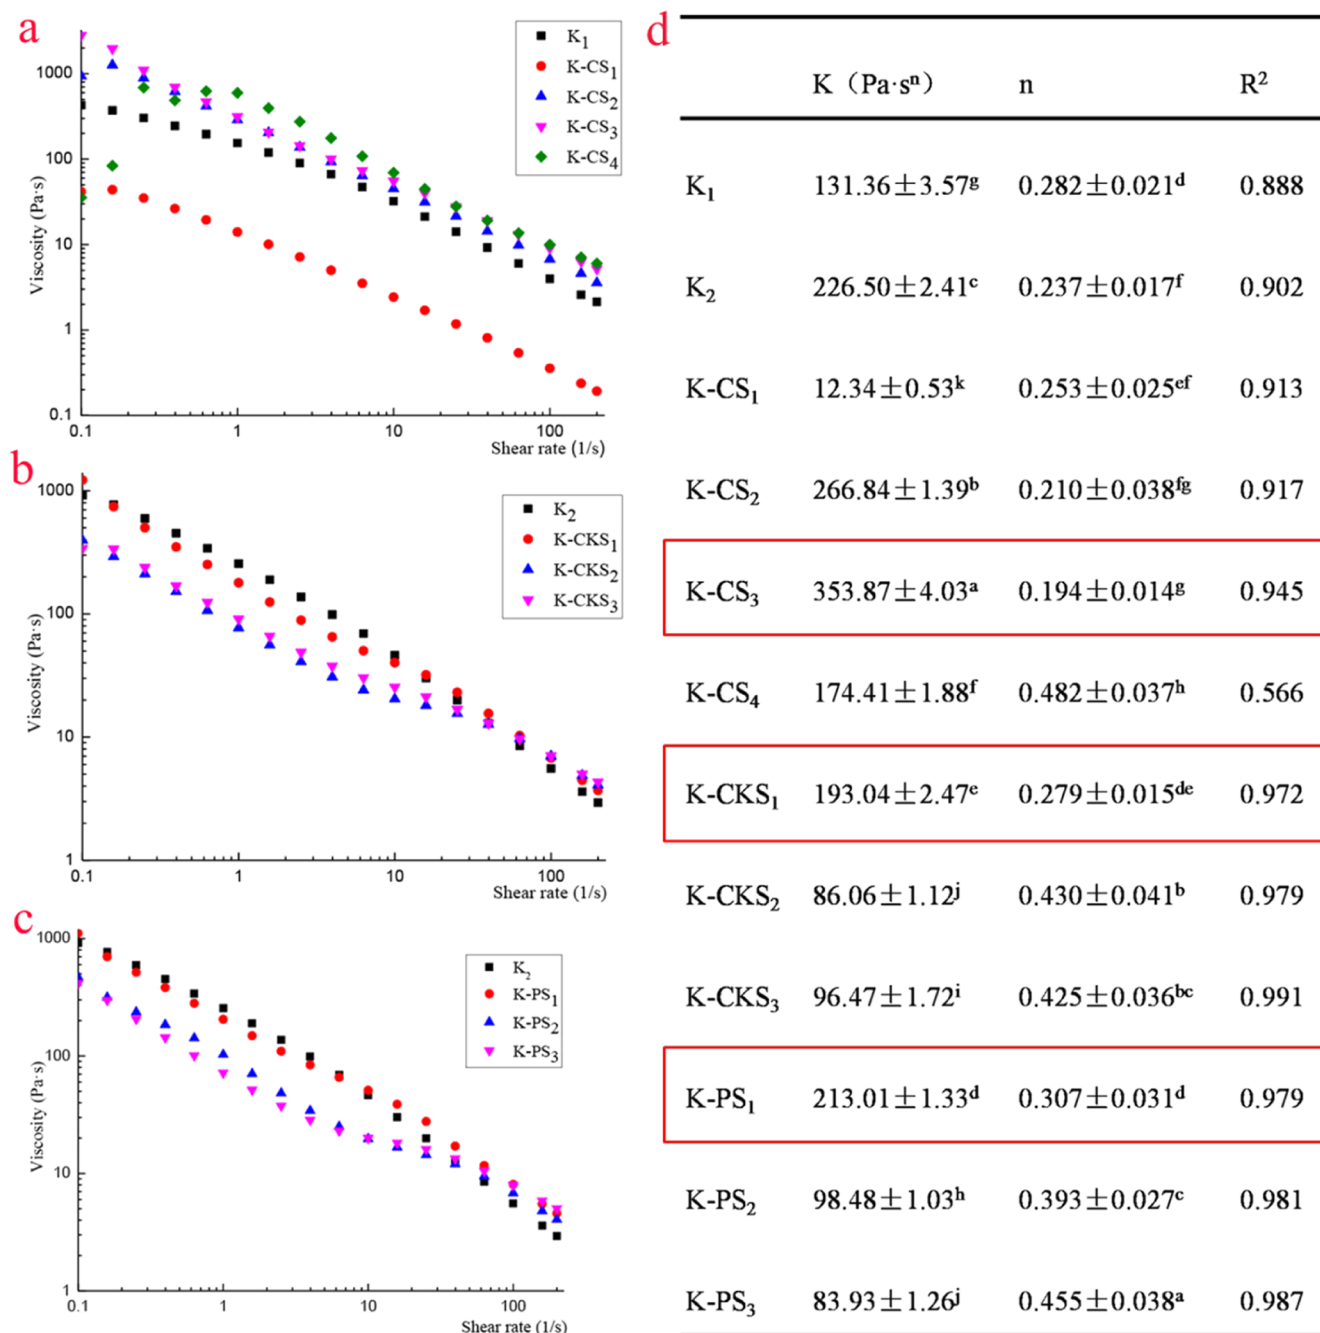 a
K₁
K-CS₁
K-CS₂
K-CS₃
K-CS₄
Viscosity (Pa·s)
1000
100
10
1
0.1
0.1 1 10 100
Shear rate (1/s)
b
K₂
K-CKS₁
K-CKS₂
K-CKS₃
Viscosity (Pa·s)
1000
100
10
1
0.1 1 10 100
Shear rate (1/s)
c
K₂
K-PS₁
K-PS₂
K-PS₃
Viscosity (Pa·s)
1000
100
10
1
0.1 1 10 100
Shear rate (1/s)
d
K（Pa·sⁿ） n R²
K₁ 131.36±3.57ᵍ 0.282±0.021ᵈ 0.888
K₂ 226.50±2.41ᶜ 0.237±0.017ᶠ 0.902
K-CS₁ 12.34±0.53ᵏ 0.253±0.025ᵉᶠ 0.913
K-CS₂ 266.84±1.39ᵇ 0.210±0.038ᶠᵍ 0.917
K-CS₃ 353.87±4.03ᵃ 0.194±0.014ᵍ 0.945
K-CS₄ 174.41±1.88ᶠ 0.482±0.037ʰ 0.566
K-CKS₁ 193.04±2.47ᵉ 0.279±0.015ᵈᵉ 0.972
K-CKS₂ 86.06±1.12ʲ 0.430±0.041ᵇ 0.979
K-CKS₃ 96.47±1.72ⁱ 0.425±0.036ᵇᶜ 0.991
K-PS₁ 213.01±1.33ᵈ 0.307±0.031ᵈ 0.979
K-PS₂ 98.48±1.03ʰ 0.393±0.027ᶜ 0.981
K-PS₃ 83.93±1.26ʲ 0.455±0.038ᵃ 0.987